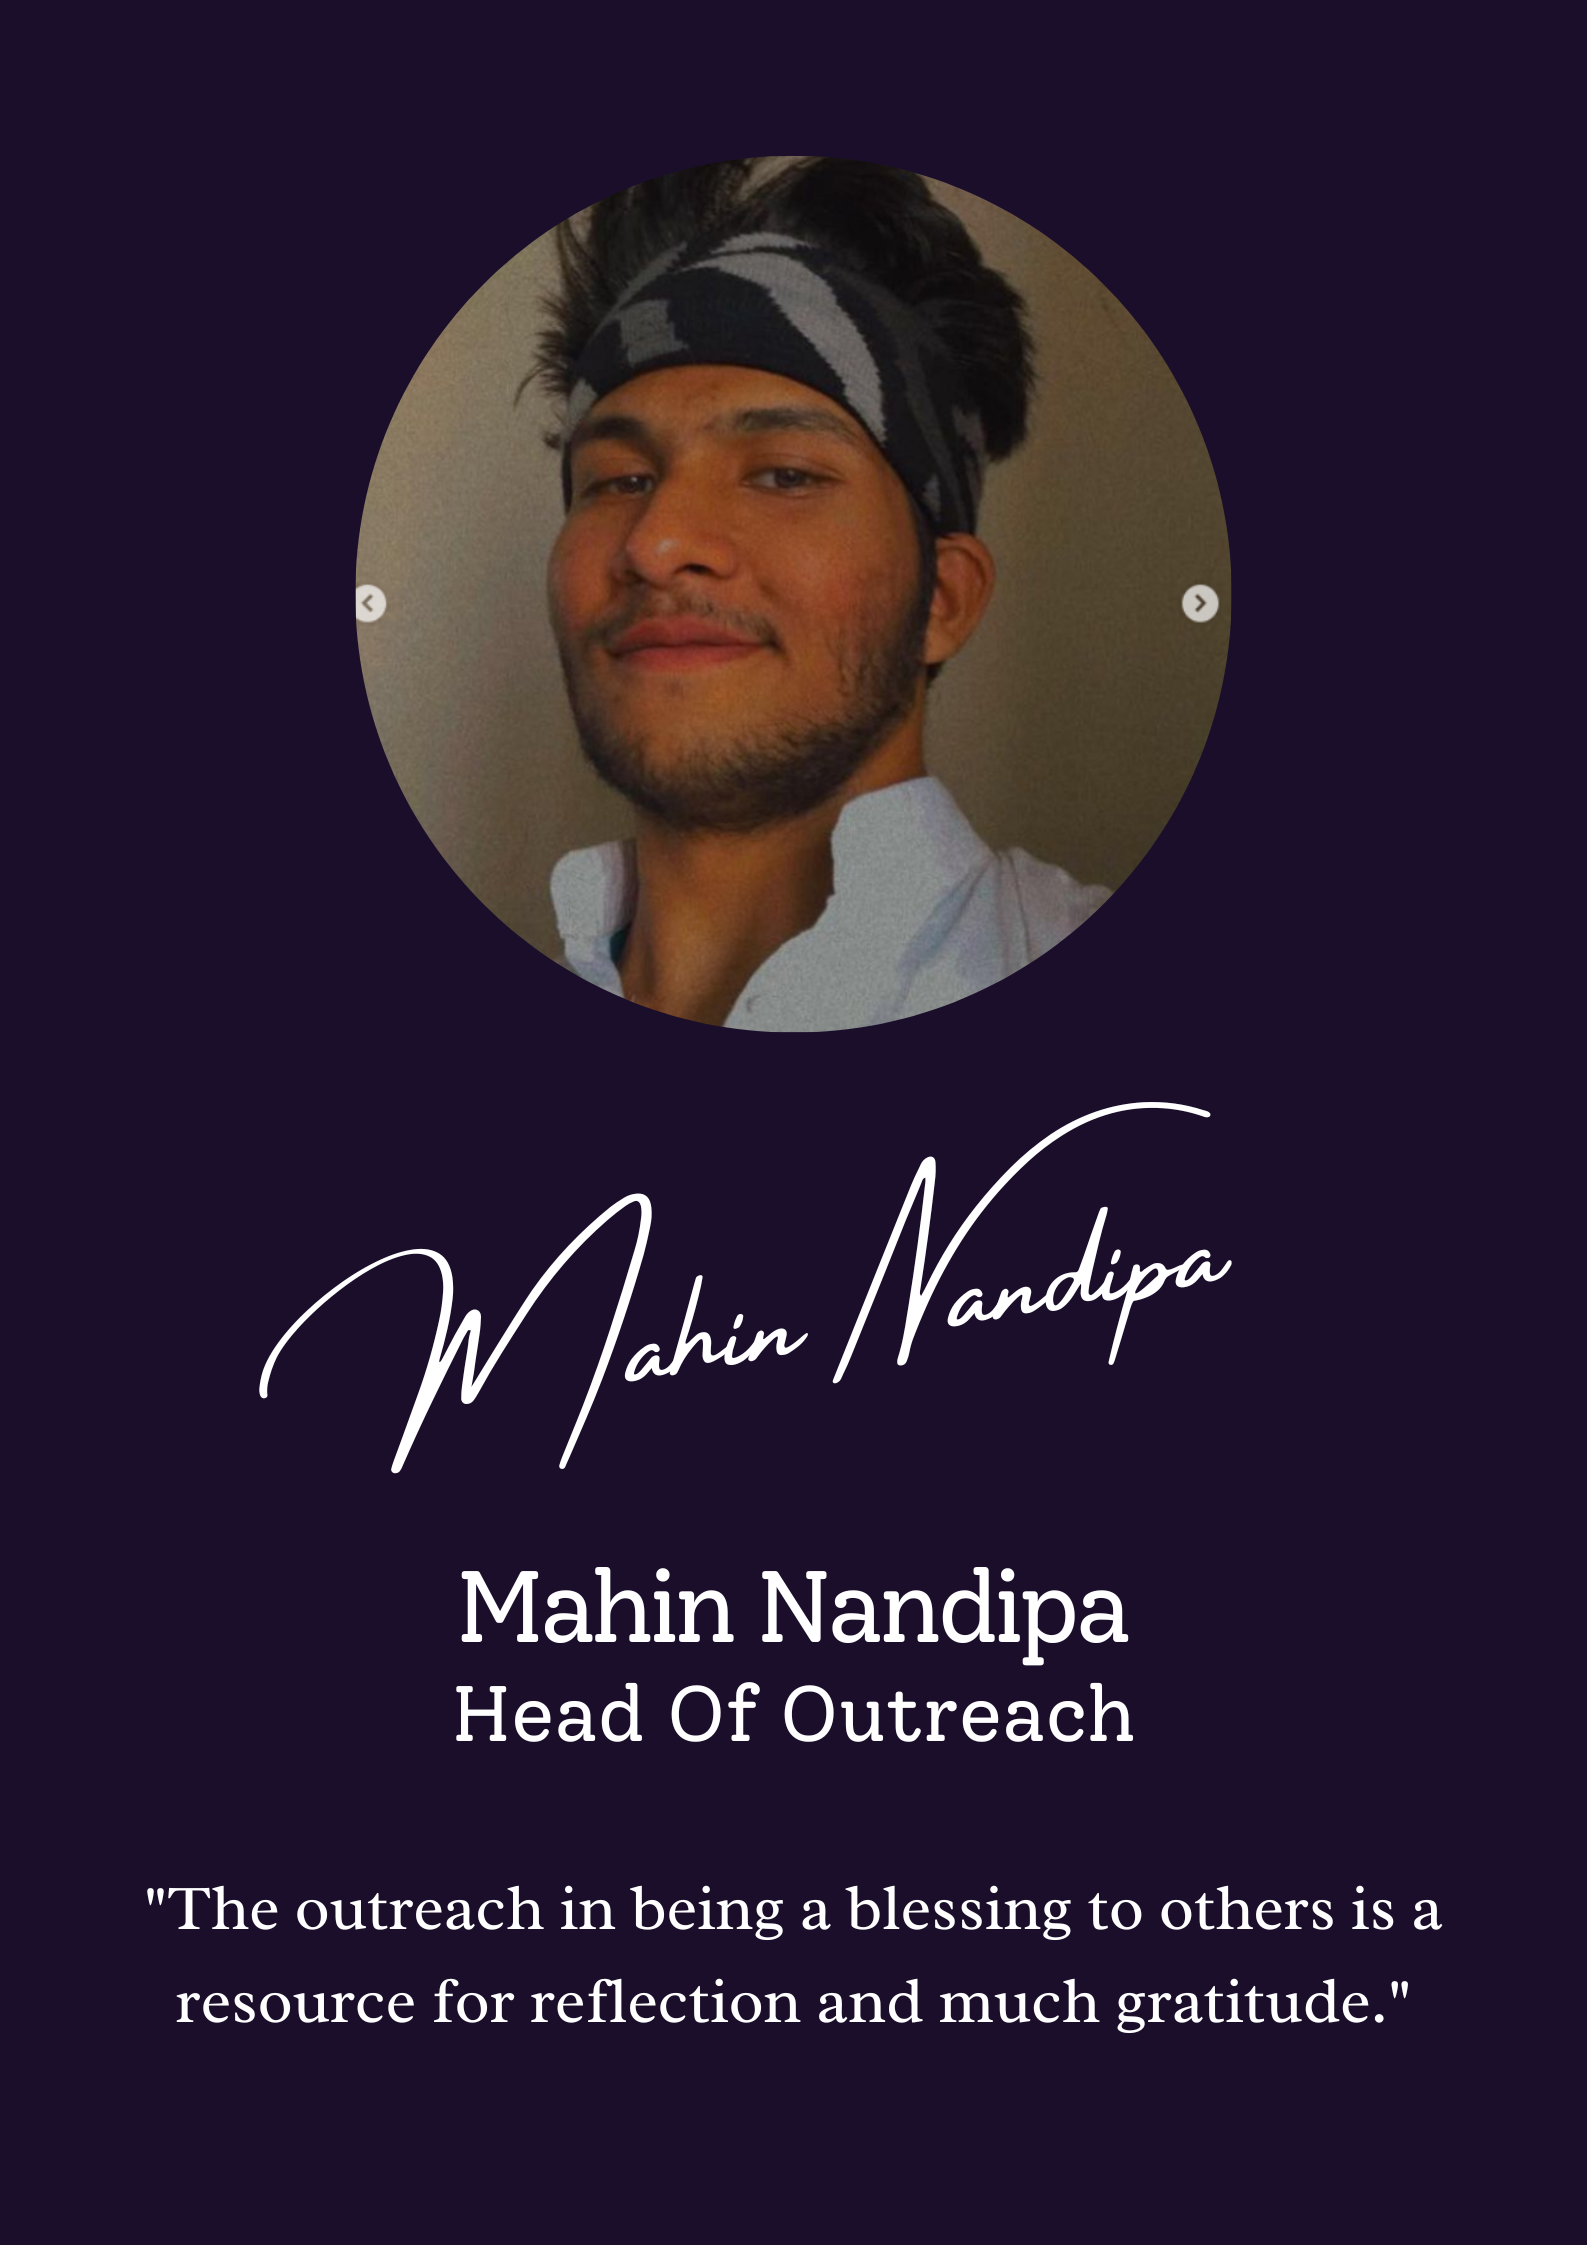 Mahin Nandipa
Mahin Nandipa
Head Of Outreach
"The outreach in being a blessing to others is a
resource for reflection and much gratitude."